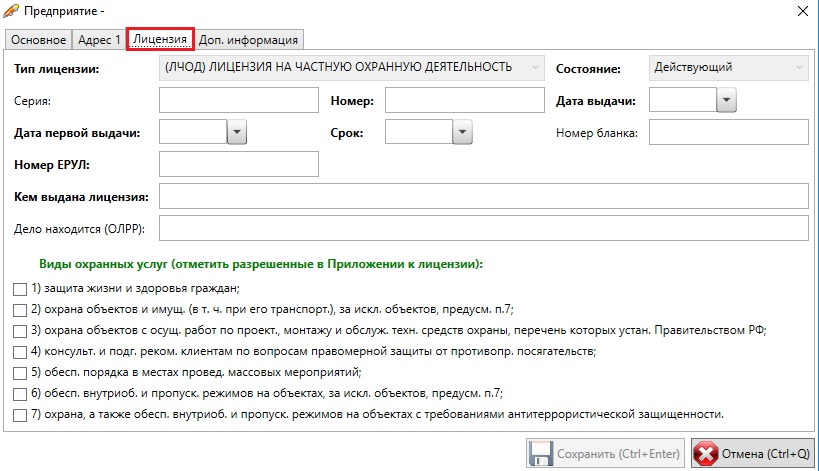 Предприятие -
Основное Адрес 1 Лицензия Доп. информация
Тип лицензии: (ЛЧОД) ЛИЦЕНЗИЯ НА ЧАСТНУЮ ОХРАННУЮ ДЕЯТЕЛЬНОСТЬ Состояние: Действующий
Серия: Номер: Дата выдачи:
Дата первой выдачи: Срок: Номер бланка:
Номер ЕРУЛ:
Кем выдана лицензия:
Дело находится (ОЛРР):
Виды охранных услуг (отметить разрешенные в Приложении к лицензии):
1) защита жизни и здоровья граждан;
2) охрана объектов и имущ. (в т. ч. при его транспорт.), за искл. объектов, предусм. п.7;
3) охрана объектов с осущ. работ по проект., монтажу и обслуж. техн. средств охраны, перечень которых устан. Правительством РФ;
4) консульт. и подг. реком. клиентам по вопросам правомерной защиты от противопр. посягательств;
5) обесп. порядка в местах провед. массовых мероприятий;
6) обесп. внутриоб. и пропуск. режимов на объектах, за искл. объектов, предусм. п.7;
7) охрана, а также обесп. внутриоб. и пропуск. режимов на объектах с требованиями антитеррористической защищенности.
Сохранить (Ctrl+Enter) Отмена (Ctrl+Q)